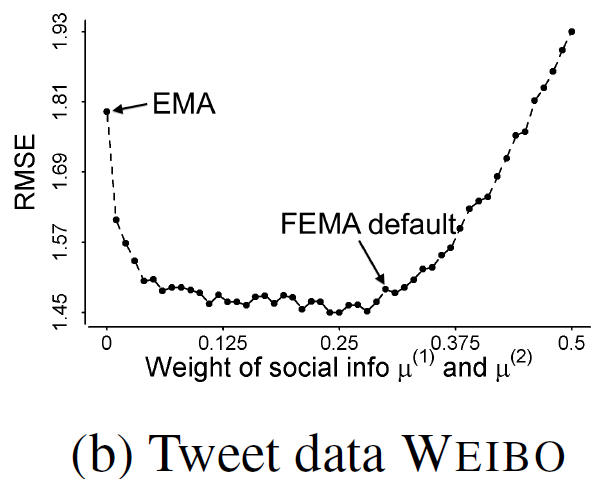 1.93
1.81
1.69
1.57
1.45
RMSE
EMA
FEMA default
0 0.125 0.25 0.375 0.5
Weight of social info μ(1) and μ(2)
(b) Tweet data WEIBO